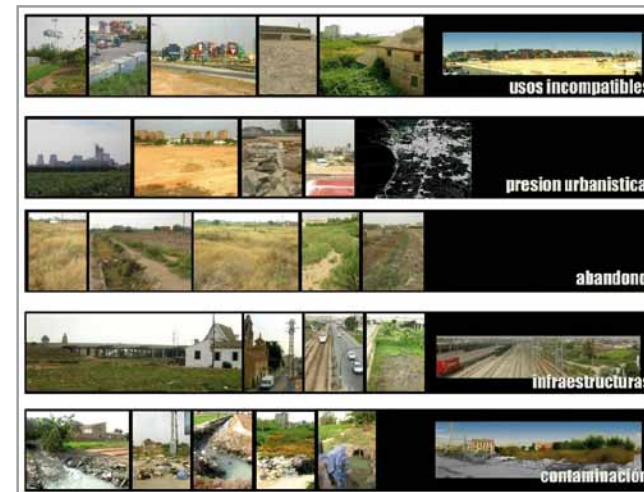 usos incompatibles
presion urbanistica
abandono
infraestructuras
contaminacion